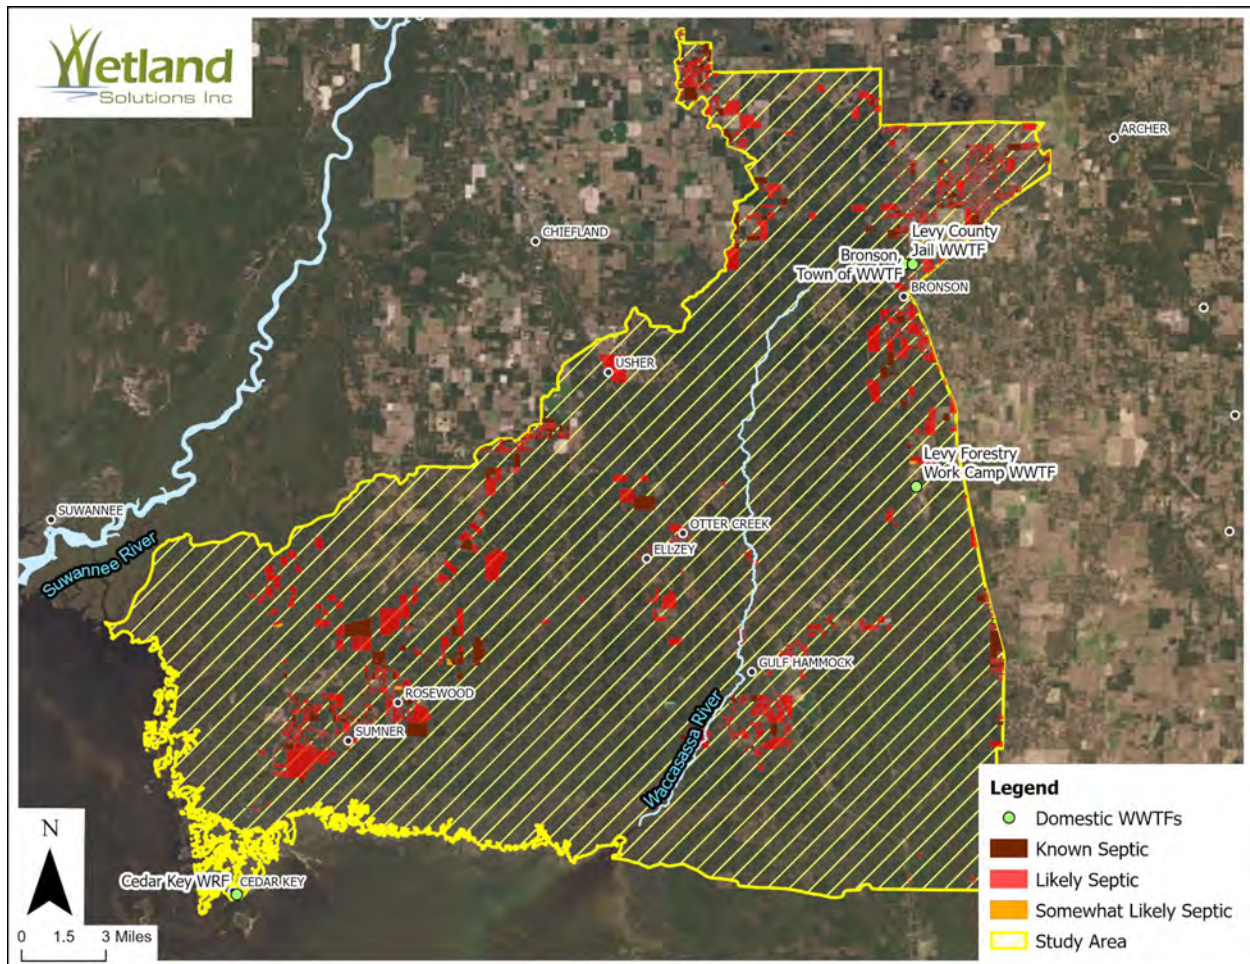 Wetland
Solutions Inc
ARCHER
CHIEFLAND
Levy County
Jail WWTF
Bronson,
Town of WWTF
BRONSON
USHER
Levy Forestry
Work Camp WWTF
SUWANNEE
OTTER CREEK
ELLZEY
Suwannee River
GULF HAMMOCK
ROSEWOOD
SUMNER
Waccasassa River
Cedar Key WRF
CEDAR KEY
N
0 1.5 3 Miles
Legend
Domestic WWTFs
Known Septic
Likely Septic
Somewhat Likely Septic
Study Area